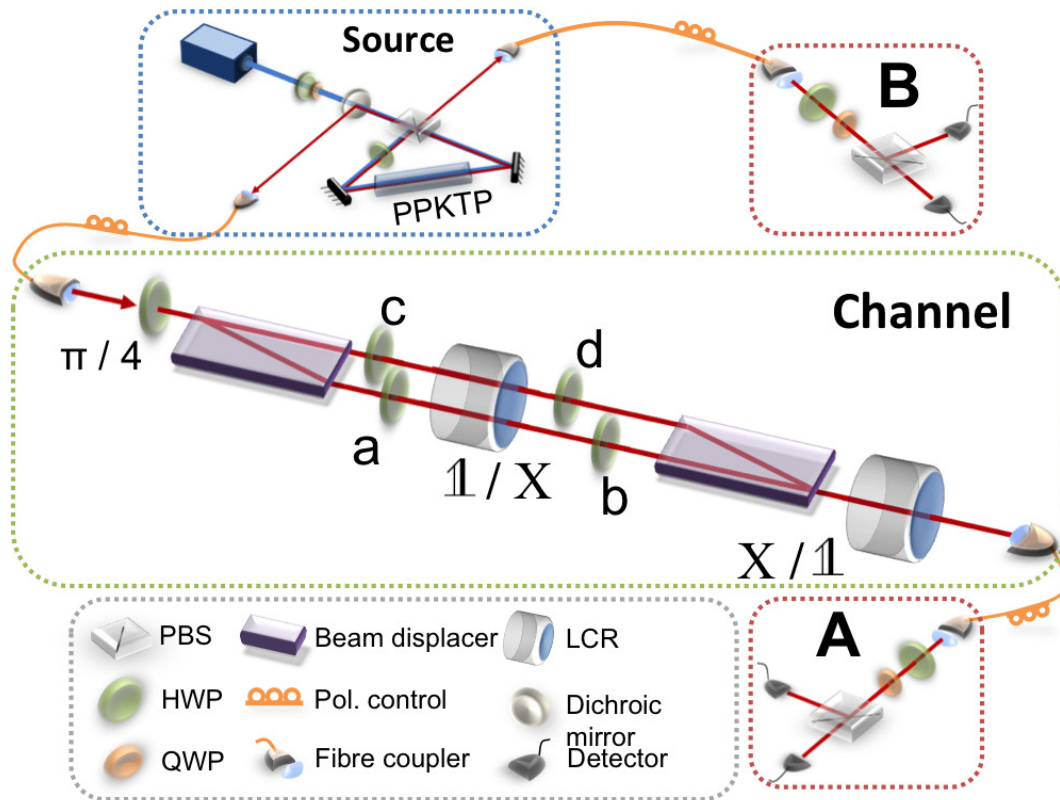 Source
B
PPKTP
Channel
π / 4
c
d
a
𝟙 / X
b
X / 𝟙
A
PBS
Beam displacer
LCR
HWP
Pol. control
Dichroic
mirror
QWP
Fibre coupler
Detector